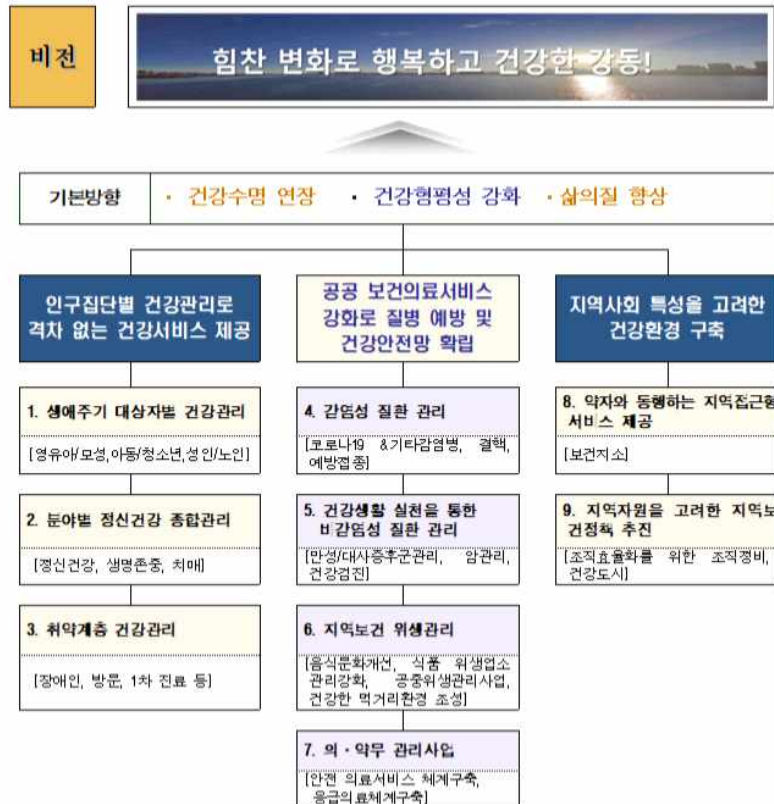 비전
힘찬 변화로 행복하고 건강한 강동!
기본방향
· 건강수명 연장 · 건강형평성 강화 · 삶의질 향상
인구집단별 건강관리로
격차 없는 건강서비스 제공
1. 생애주기 대상자별 건강관리
[영유아/모성,아동/청소년,성인/노인]
2. 분야별 정신건강 종합관리
[정신건강, 생명존중, 치매]
3. 취약계층 건강관리
[장애인, 방문, 1차 진료 등]
공공 보건의료서비스
강화로 질병 예방 및
건강안전망 확립
4. 감염성 질환 관리
[코로나19 &기타감염병, 결핵,
예방접종]
5. 건강생활 실천을 통한
비감염성 질환 관리
[만성/대사증후군관리, 암관리,
건강검진]
6. 지역보건 위생관리
[음식문화개선, 식품 위생업소
관리강화, 공중위생관리사업,
건강한 먹거리환경 조성]
7. 의·약무 관리사업
[안전 의료서비스 체계구축,
응급의료체계구축]
지역사회 특성을 고려한
건강환경 구축
8. 약자와 동행하는 지역접근형
서비스 제공
[보건지소]
9. 지역자원을 고려한 지역보
건정책 추진
[조직효율화를 위한 조직정비,
건강도시]